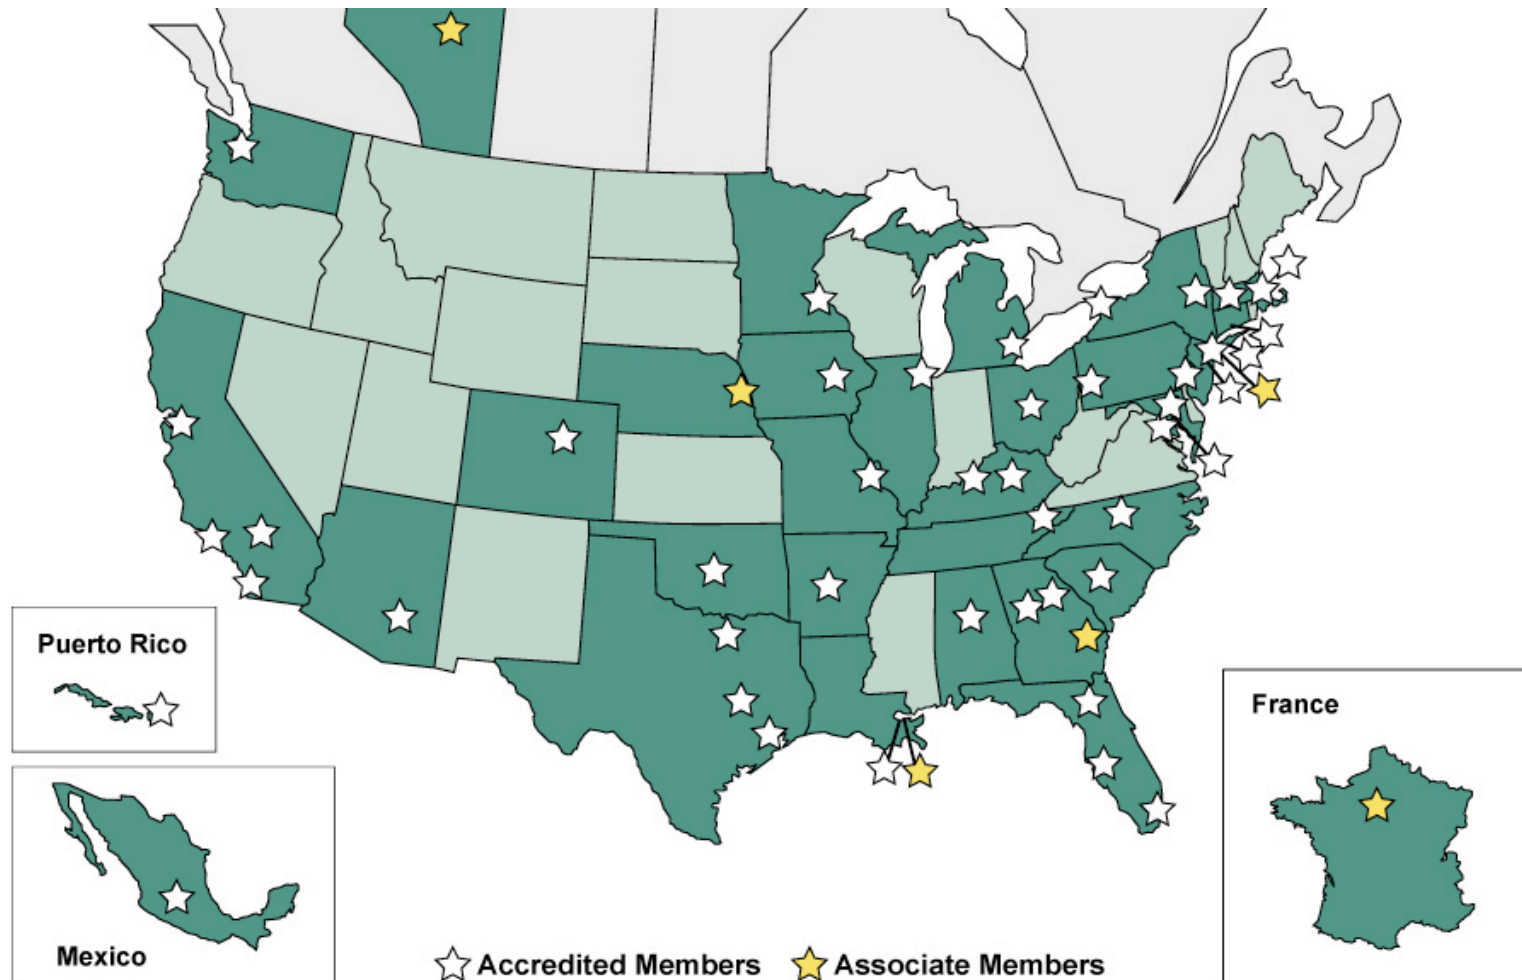 Puerto Rico
France
Mexico
Accredited Members
Associate Members